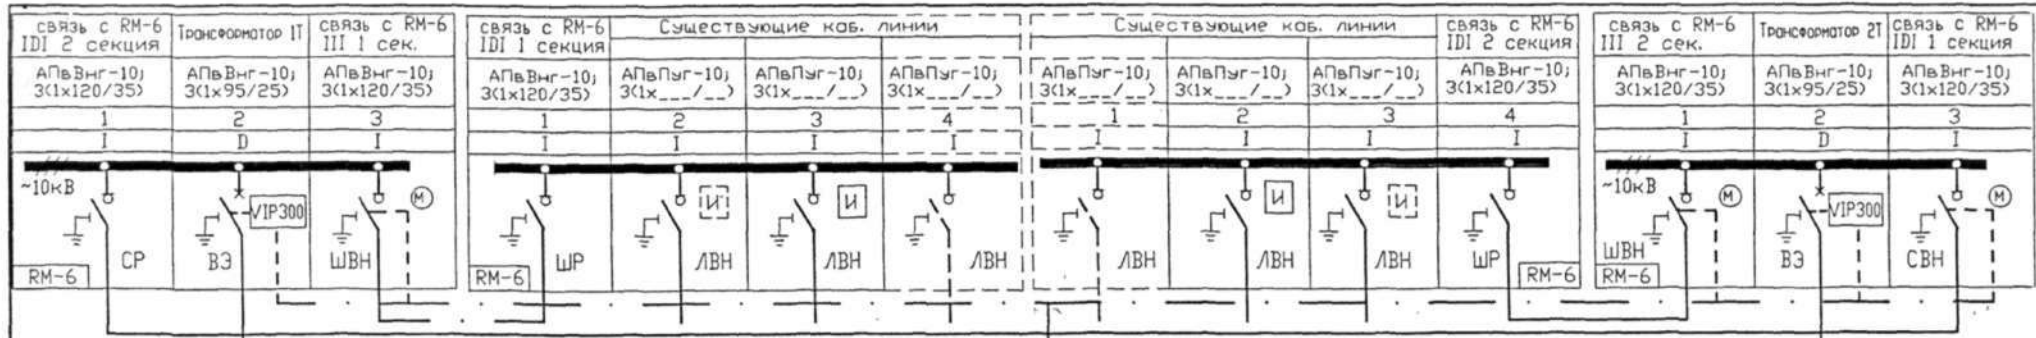 связь с RM-6
IDI 2 секция
Трансформатор 1Т
связь с RM-6
III 1 сек.
АПвВнг-10;
3(1х120/35)
АПвВнг-10;
3(1х95/25)
АПвВнг-10;
3(1х120/35)
1 2 3
I D I
~10кВ
VIP300
М
СР ВЭ ШВН
RM-6
связь с RM-6
IDI 1 секция
Существующие каб. линии
АПвВнг-10;
3(1х120/35)
АПвПуг-10;
3(1х___/__)
АПвПуг-10;
3(1х___/__)
АПвПуг-10;
3(1х___/__)
1 2 3 4
I I I I
И И
ШР ЛВН ЛВН ЛВН
RM-6
Существующие каб. линии
связь с RM-6
IDI 2 секция
АПвПуг-10;
3(1х___/__)
АПвПуг-10;
3(1х___/__)
АПвПуг-10;
3(1х___/__)
АПвВнг-10;
3(1х120/35)
1 2 3 4
I I I I
И И
ЛВН ЛВН ЛВН ШР
RM-6
связь с RM-6
III 2 сек.
Трансформатор 2Т
связь с RM-6
IDI 1 секция
АПвВнг-10;
3(1х120/35)
АПвВнг-10;
3(1х95/25)
АПвВнг-10;
3(1х120/35)
1 2 3
I D I
~10кВ
М
VIP300
М
ШВН ВЭ СВН
RM-6